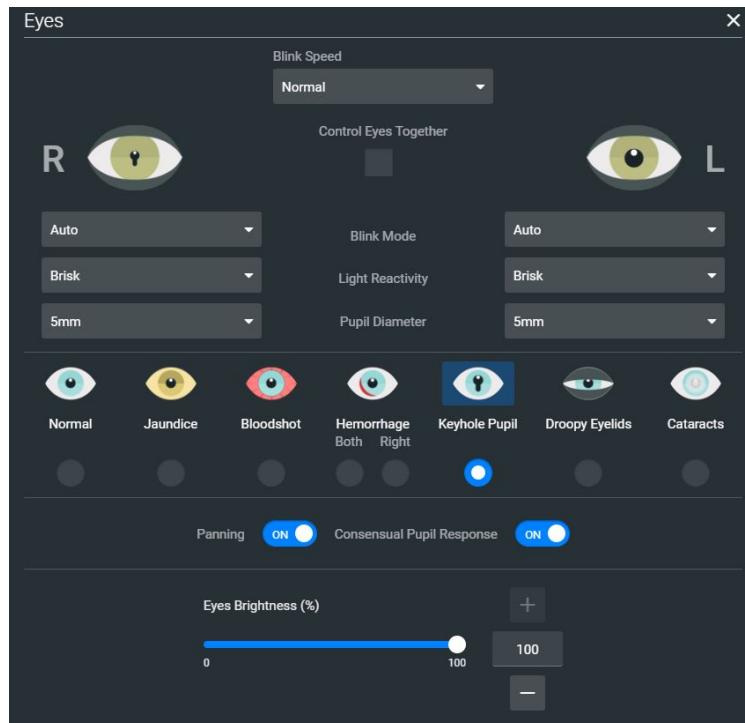 Eyes
Blink Speed
Normal
Control Eyes Together
R
L
Auto
Blink Mode
Auto
Brisk
Light Reactivity
Brisk
5mm
Pupil Diameter
5mm
Normal
Jaundice
Bloodshot
Hemorrhage
Both Right
Keyhole Pupil
Droopy Eyelids
Cataracts
Panning ON
Consensual Pupil Response ON
Eyes Brightness (%)
0
100
100